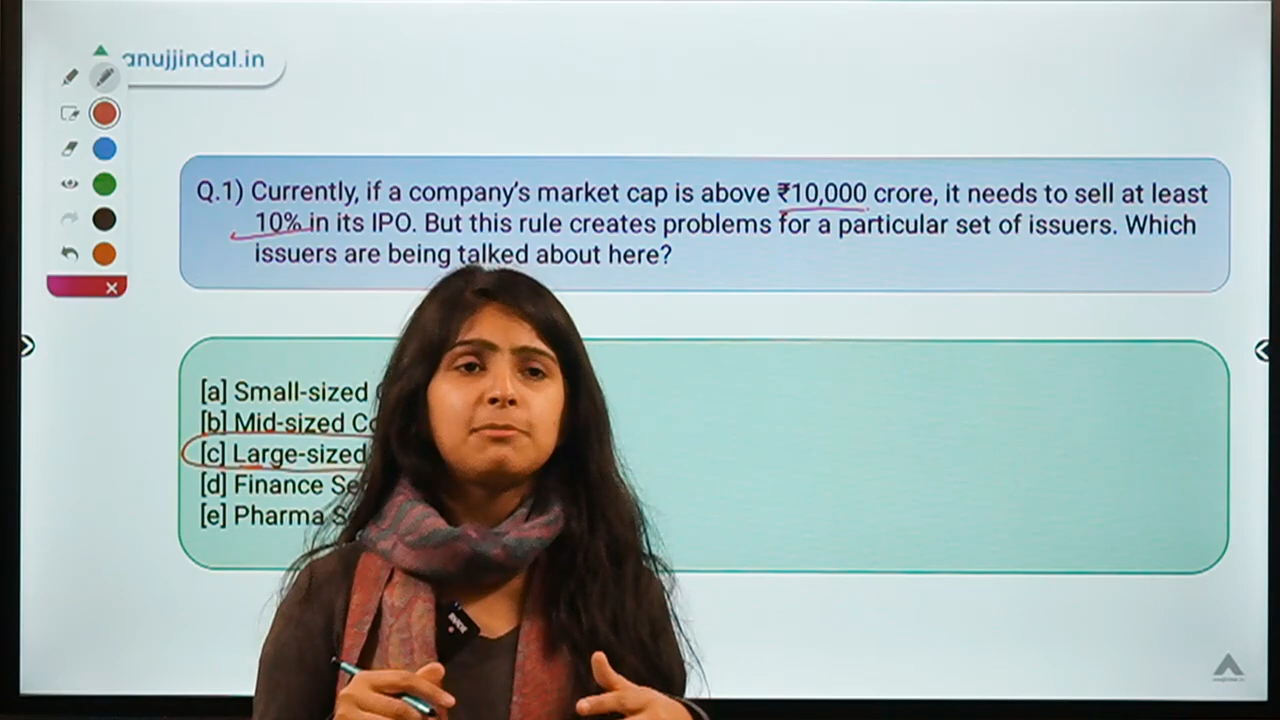 anujjindal.in
Q.1) Currently, if a company's market cap is above ₹10,000 crore, it needs to sell at least
10% in its IPO. But this rule creates problems for a particular set of issuers. Which
issuers are being talked about here?
[a] Small-sized
[b] Mid-sized
[c] Large-sized
[d] Finance
[e] Pharma